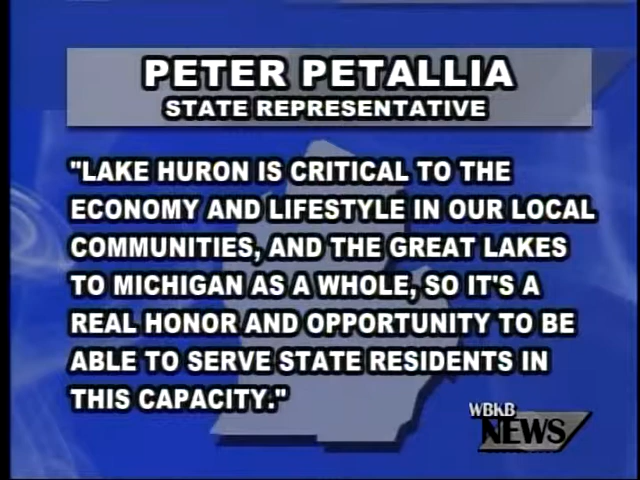 PETER PETALLIA
STATE REPRESENTATIVE
"LAKE HURON IS CRITICAL TO THE
ECONOMY AND LIFESTYLE IN OUR LOCAL
COMMUNITIES, AND THE GREAT LAKES
TO MICHIGAN AS A WHOLE, SO IT'S A
REAL HONOR AND OPPORTUNITY TO BE
ABLE TO SERVE STATE RESIDENTS IN
THIS CAPACITY."
WBKB
NEWS